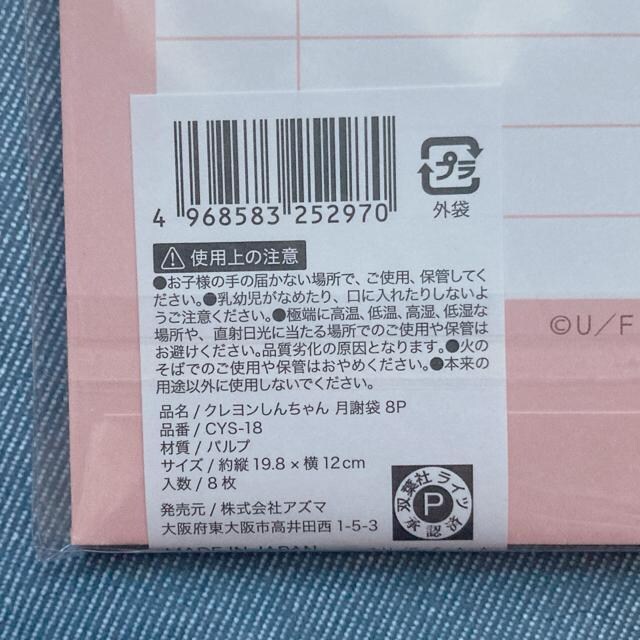 4 968583 252970
プラ
外袋
使用上の注意
●お子様の手の届かない場所で、ご使用、保管してく
ださい。●乳幼児がなめたり、口に入れたりしないよ
うご注意ください。●極端に高温、低温、高湿、低湿な
場所や、直射日光に当たる場所でのご使用や保管は
お避けください。品質劣化の原因となります。●火の
そばでのご使用や保管はおやめください。●本来の
用途以外に使用しないでください。
©U/F
品名/クレヨンしんちゃん 月謝袋 8P
品番/CYS-18
材質/パルプ
サイズ/約縦19.8×横12cm
入数/8枚
双葉社ライツ
P
承認済
発売元/株式会社アズマ
大阪府東大阪市高井田西1-5-3
MADE IN JAPAN